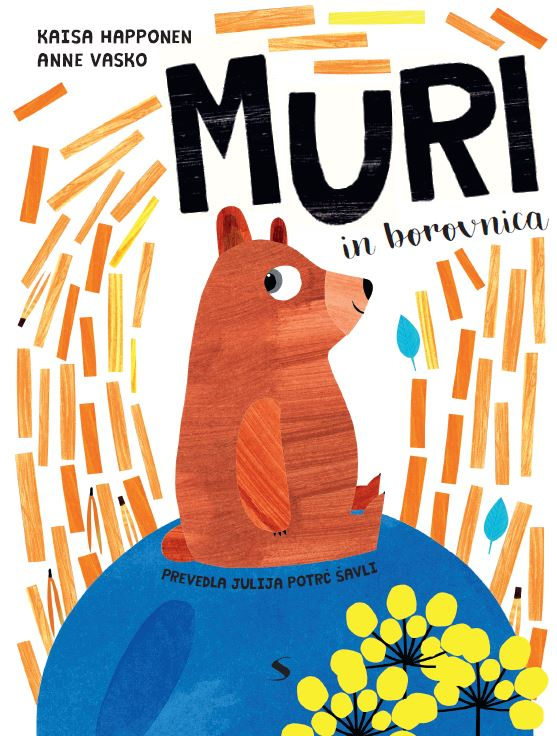 KAISA HAPPONEN
ANNE VASKO
MURI
in borovnica
PREVEDLA JULIJA POTRČ ŠAVLI
S